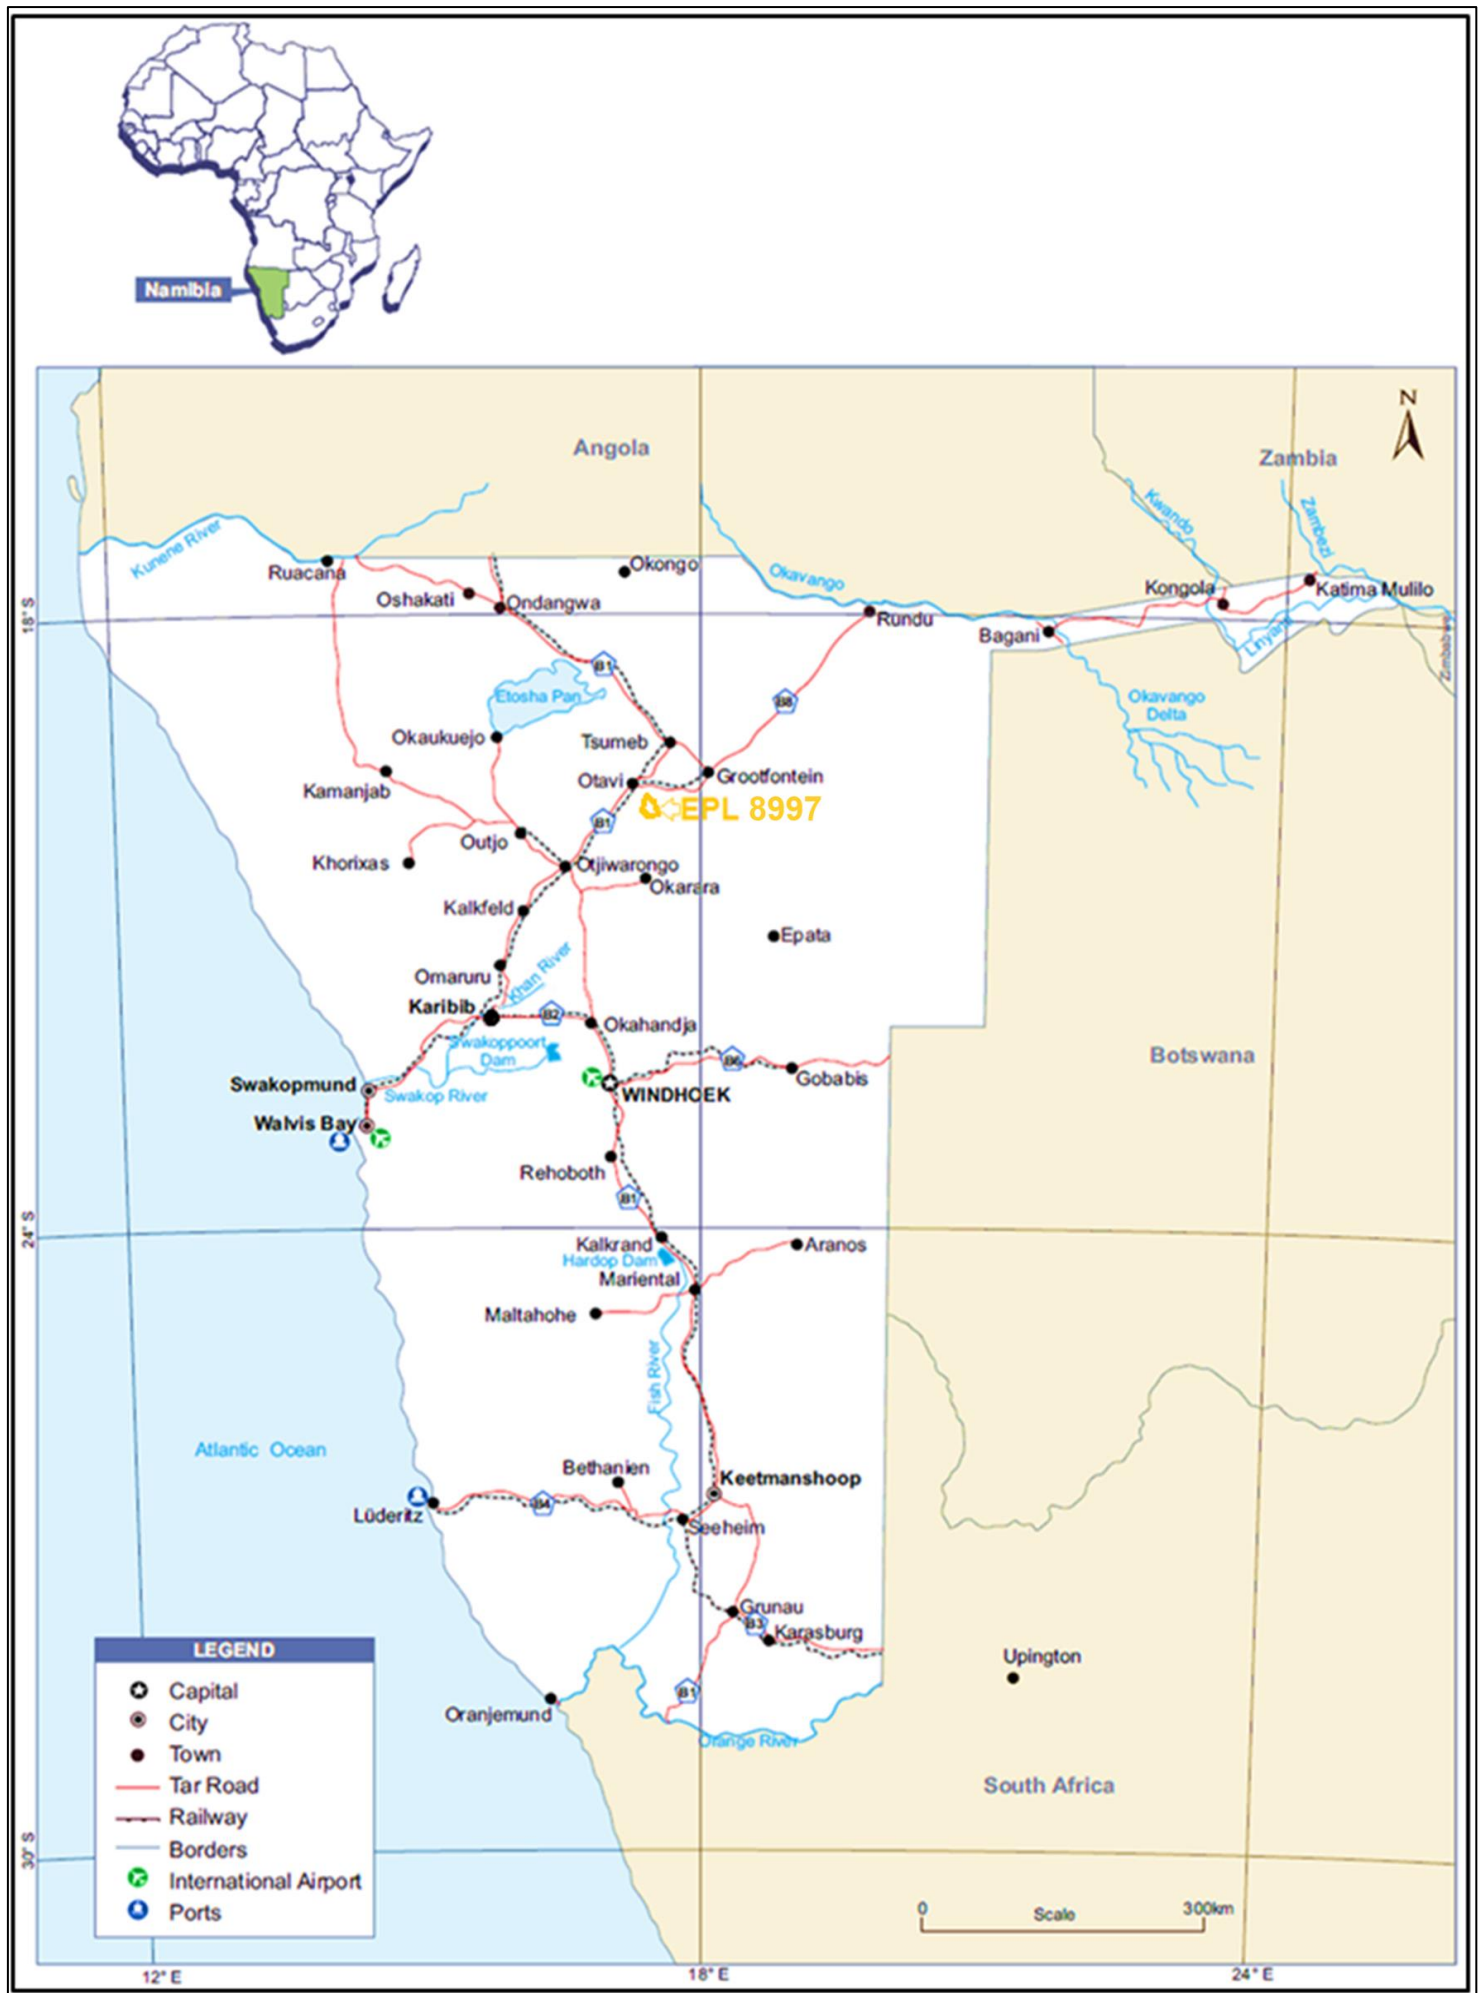 Namibia
N
Angola
Zambia
Kunene River
Kwando
Zambezi
Okavango
Ruacana
Okongo
Oshakati
Ondangwa
Kongola
Katima Mulilo
18° S
Rundu
Bagani
Linyanti
Zimbabwe
B1
Etosha Pan
B8
Okavango
Delta
Okaukuejo
Tsumeb
Otavi
Grootfontein
Kamanjab
EPL 8997
B1
Outjo
Khorixas
Otjiwarongo
Okarara
Kalkfeld
Epata
Omaruru
Khan River
Karibib
B2
Okahandja
Swakoppoort
Dam
B6
Botswana
Gobabis
Swakopmund
Swakop River
WINDHOEK
Walvis Bay
Rehoboth
B1
24° S
Kalkrand
Aranos
Hardop Dam
Mariental
Maltahohe
Fish River
Atlantic Ocean
Bethanien
Keetmanshoop
Lüderitz
B4
Seeheim
Grunau
B3
Karasburg
Upington
B1
Oranjemund
Orange River
South Africa
LEGEND
Capital
City
Town
Tar Road
Railway
Borders
International Airport
Ports
30° S
0
Scale
300km
12° E
18° E
24° E